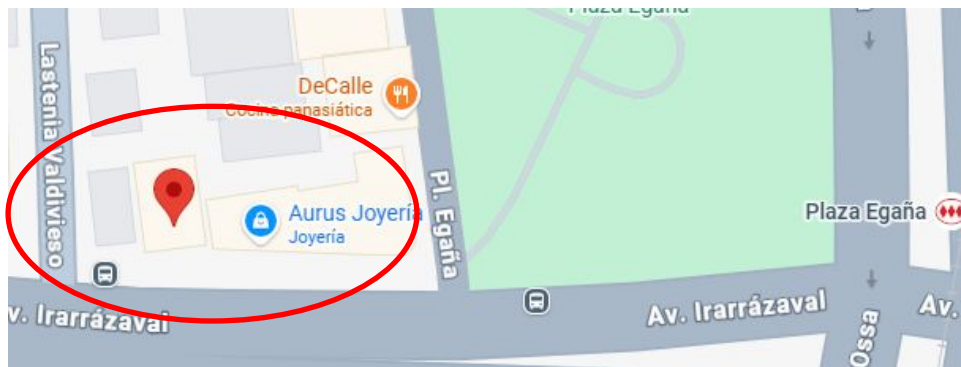 Plaza Egaña
Lastenia Valdivieso
DeCalle
Cocina panasiática
Pl. Egaña
Aurus Joyería
Joyería
Plaza Egaña
v. Irarrázaval
Av. Irarrázaval
Ossa
Av.